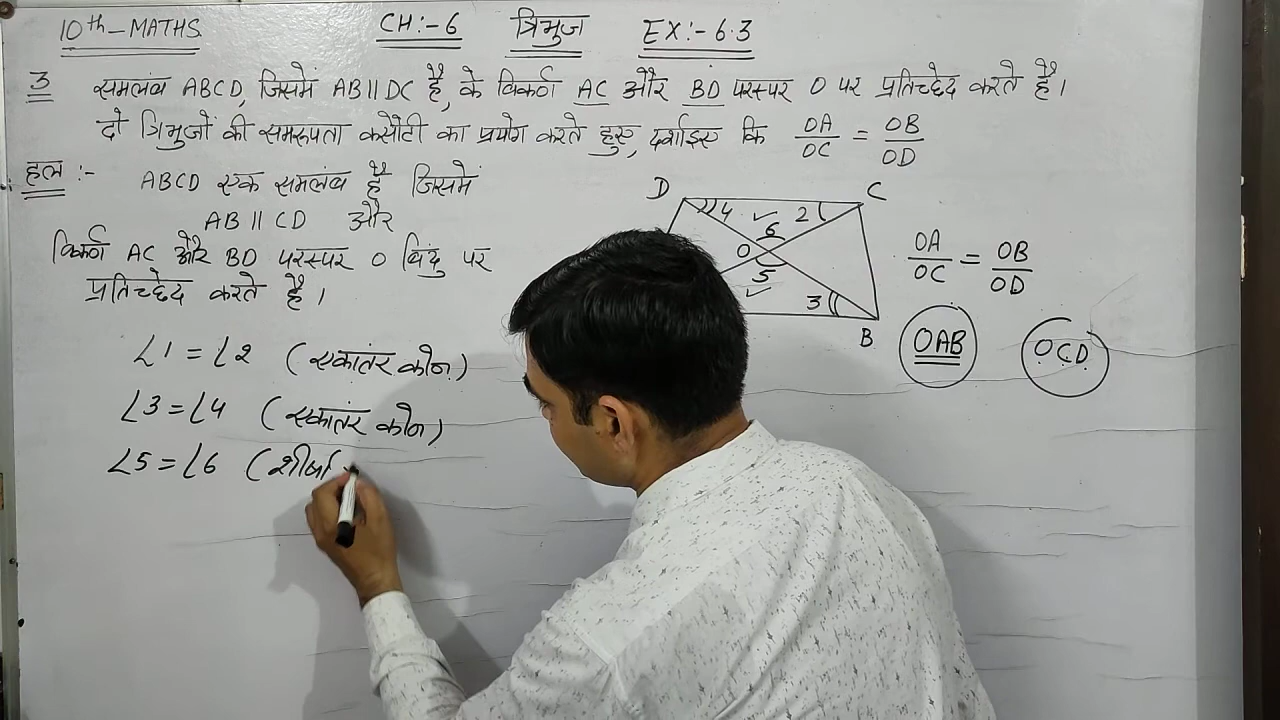 10th-MATHS CH:-6 त्रिभुज EX:-6.3
3 समलंब ABCD, जिसमें AB||DC है, के विकर्ण AC और BD परस्पर O पर प्रतिच्छेद करते हैं।
दो त्रिभुजों की समरूपता कसौटी का प्रयोग करते हुए, दर्शाइए कि OA/OC = OB/OD
हल :- ABCD एक समलंब है जिसमें
AB || CD और
विकर्ण AC और BD परस्पर O बिंदु पर
प्रतिच्छेद करते है।
∠1 = ∠2 (एकांतर कोन)
∠3 = ∠4 (एकांतर कोन)
∠5 = ∠6 (शीर्षा
D C
4 ✓ 2
6
O
5
✓ 3
B
OA/OC = OB/OD
OAB OCD